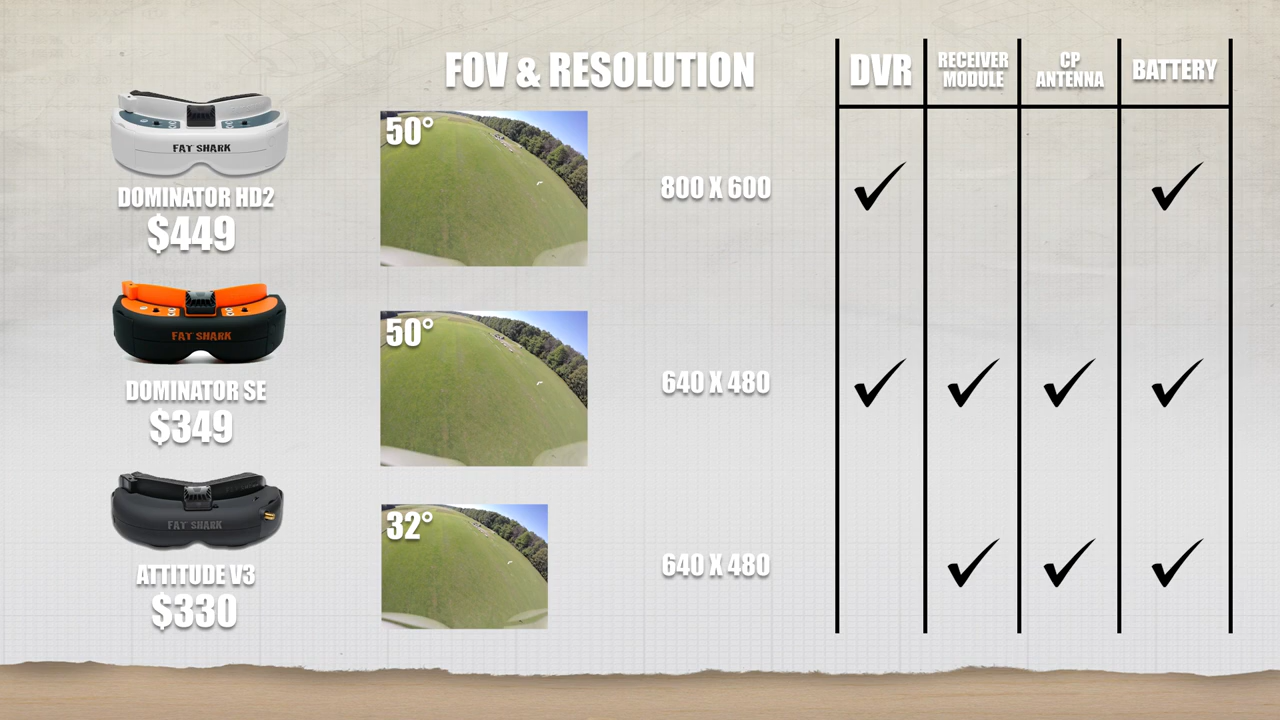 FOV & RESOLUTION
DVR
RECEIVER
MODULE
CP
ANTENNA
BATTERY
FAT SHARK
DOMINATOR HD2
$449
50°
800 X 600
FAT SHARK
DOMINATOR SE
$349
50°
640 X 480
FAT SHARK
ATTITUDE V3
$330
32°
640 X 480